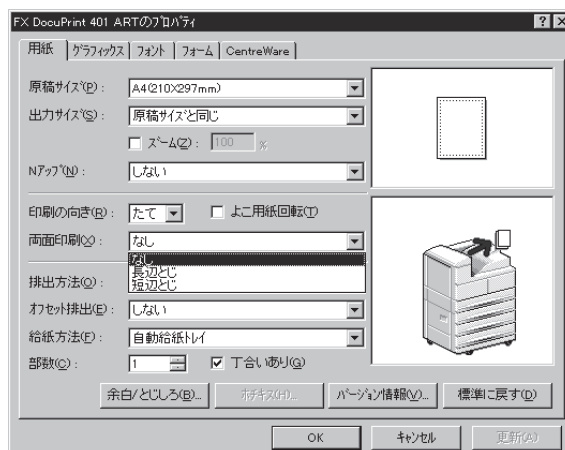 FX DocuPrint 401 ARTのﾌﾟﾛﾊﾟﾃｨ
用紙 ｸﾞﾗﾌｨｯｸｽ ﾌｫﾝﾄ ﾌｫｰﾑ CentreWare
原稿ｻｲｽﾞ(P): A4(210×297mm)
出力ｻｲｽﾞ(S): 原稿ｻｲｽﾞと同じ
ｽﾞｰﾑ(Z): 100 %
Nｱｯﾌﾟ(N): しない
印刷の向き(R): たて よこ用紙回転(T)
両面印刷(X): なし
なし
長辺とじ
短辺とじ
排出方法(O):
ｵﾌｾｯﾄ排出(E): しない
給紙方法(F): 自動給紙ﾄﾚｲ
部数(C): 1 丁合いあり(G)
余白/とじしろ(B)... ﾎﾁｷｽ(H)... ﾊﾞｰｼﾞｮﾝ情報(V)... 標準に戻す(D)
OK ｷｬﾝｾﾙ 更新(A)